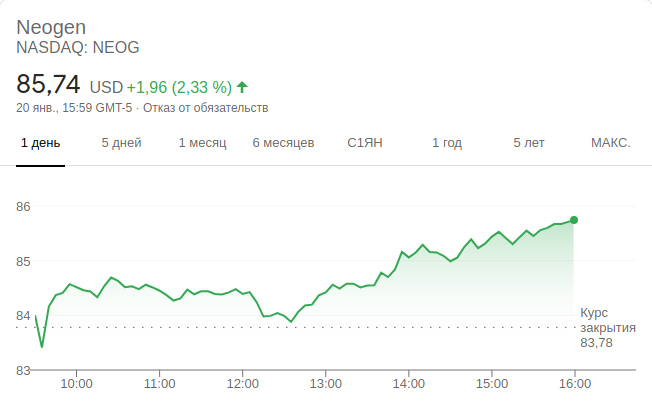 Neogen
NASDAQ: NEOG
85,74 USD +1,96 (2,33 %)
20 янв., 15:59 GMT-5 · Отказ от обязательств
1 день 5 дней 1 месяц 6 месяцев С1ЯН 1 год 5 лет МАКС.
86
85
84
83
Курс
закрытия
83,78
10:00 11:00 12:00 13:00 14:00 15:00 16:00